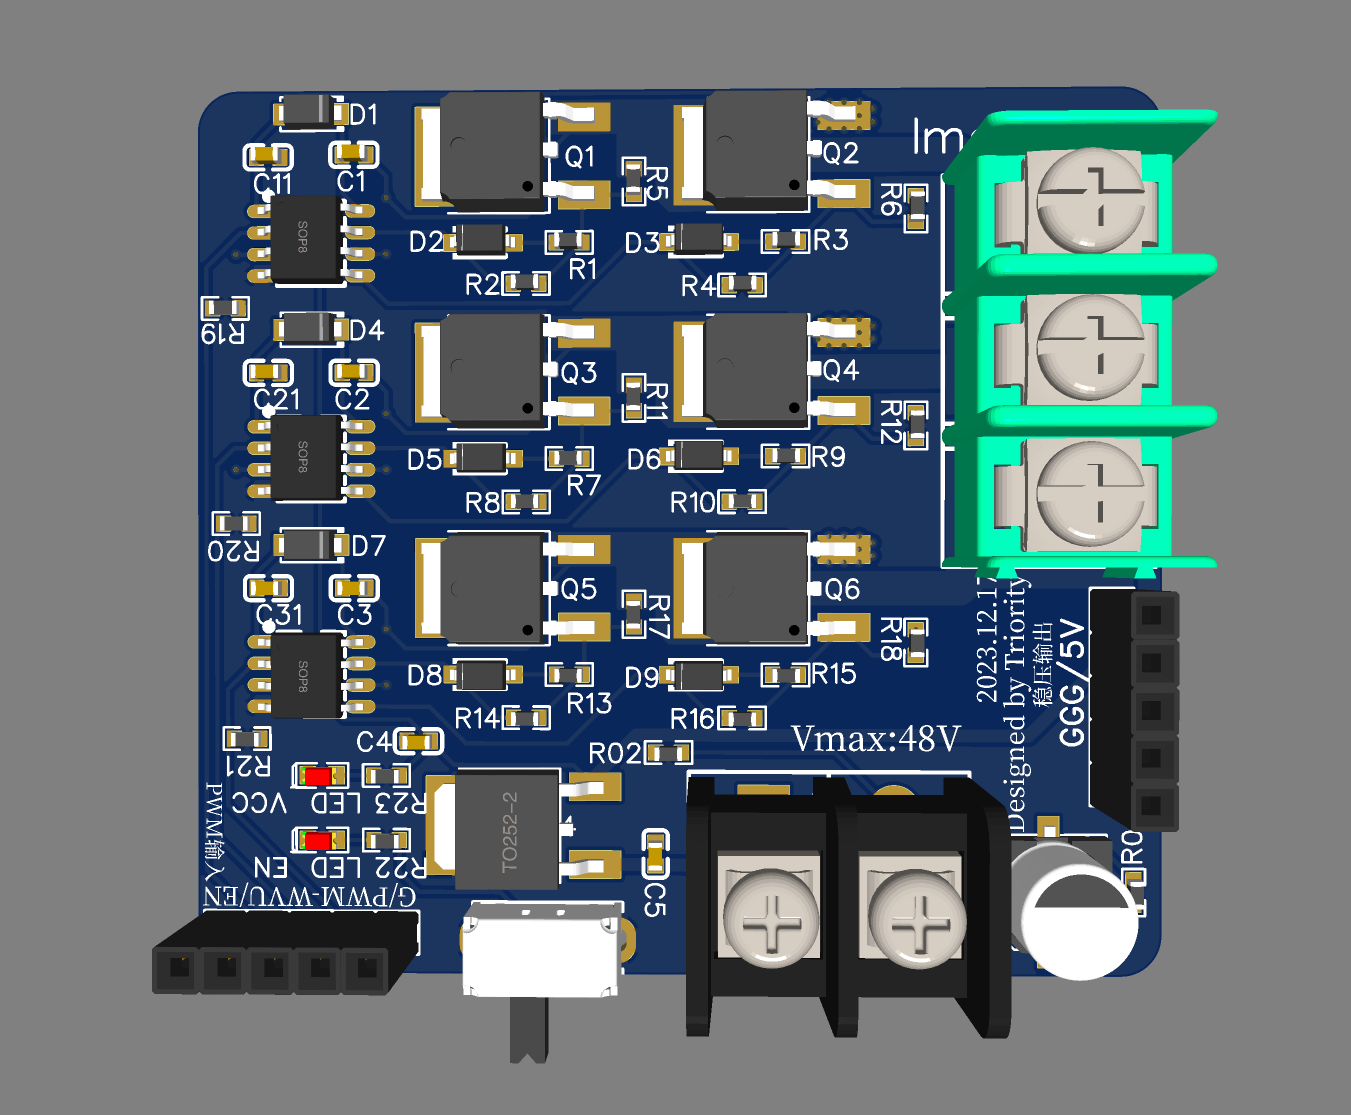 D1
Q1
Q2
Im
C11
C1
R5
R6
SOP8
D2
R1
D3
R3
R2
R4
R19
D4
Q3
Q4
C21
C2
R11
R12
SOP8
D5
R7
D6
R9
R8
R10
R20
D7
Q5
Q6
C31
C3
R17
R18
SOP8
D8
R13
D9
R15
R14
R16
2023.12.17
Designed by Triority
稳压输出
GGG/5V
C4
R02
Vmax:48V
R21
VCC LED R23
EN LED R22
PWM输入
G/PWM-WVU/EN
TO252-2
C5